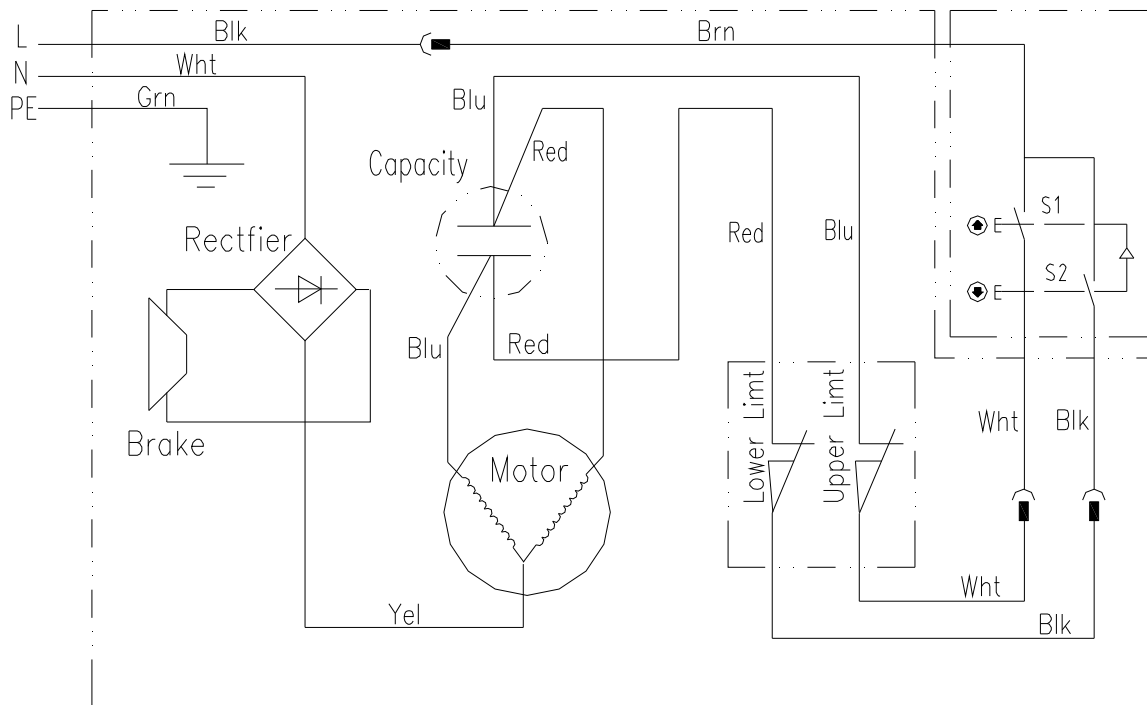 L
Blk
Brn
N
Wht
PE
Grn
Blu
Red
Capacity
S1
Rectfier
Red
Blu
S2
Blu
Red
Brake
Motor
Lower Limt
Upper Limt
Wht
Blk
Yel
Wht
Blk